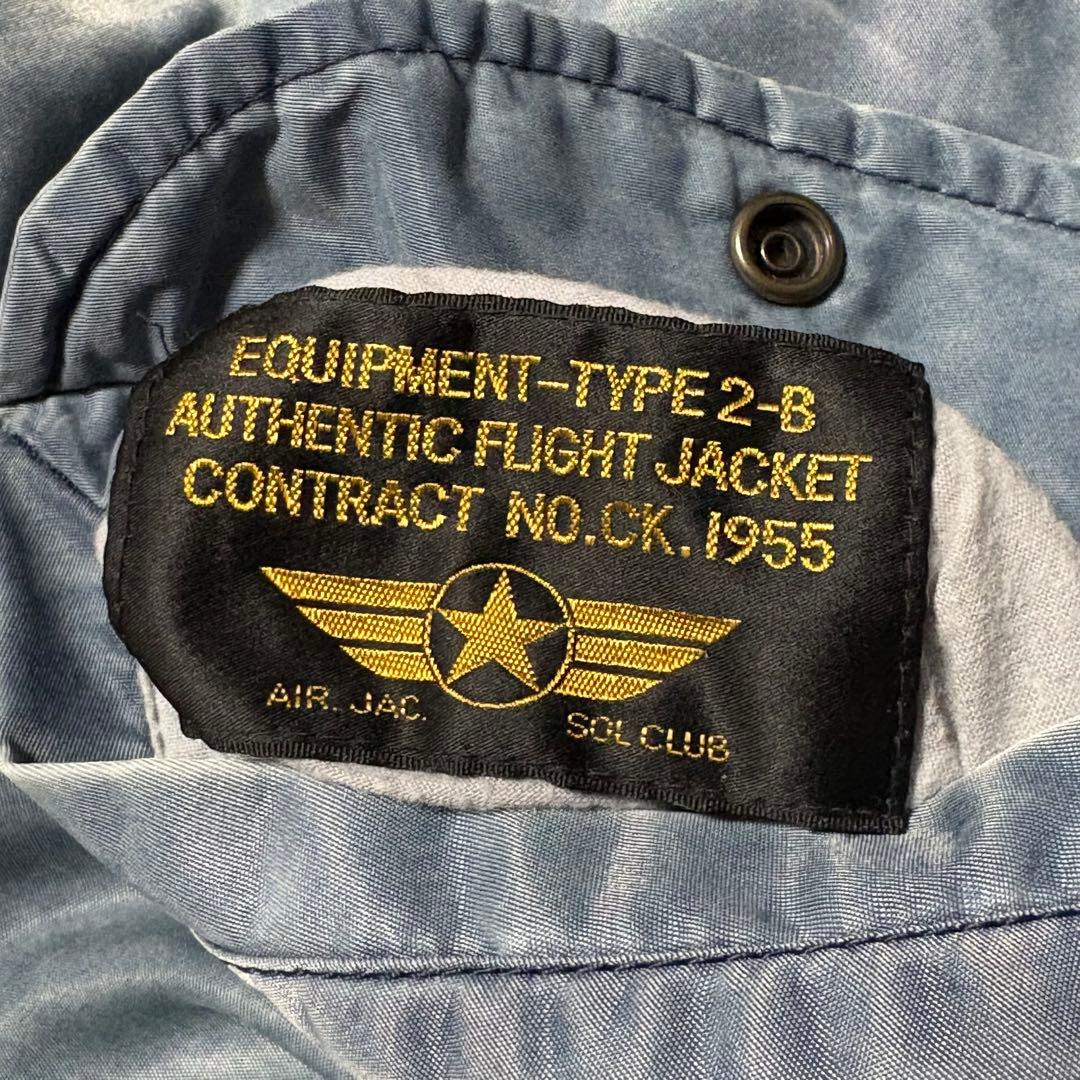 EQUIPMENT-TYPE 2-B
AUTHENTIC FLIGHT JACKET
CONTRACT NO.CK.1955
AIR. JAC.
SOL CLUB